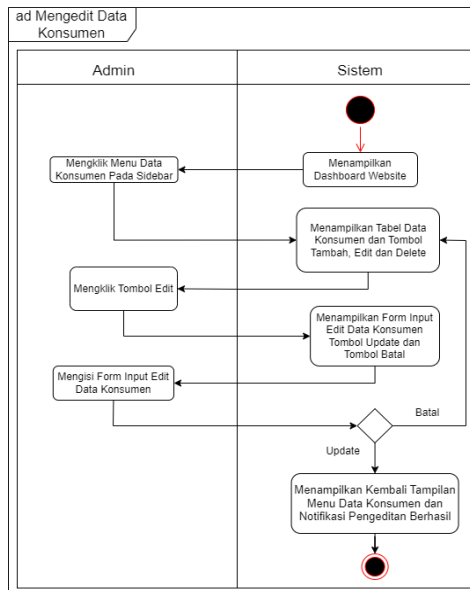 ad Mengedit Data
Konsumen
Admin
Sistem
Menampilkan
Dashboard Website
Mengklik Menu Data
Konsumen Pada Sidebar
Menampilkan Tabel Data
Konsumen dan Tombol
Tambah, Edit dan Delete
Mengklik Tombol Edit
Menampilkan Form Input
Edit Data Konsumen
Tombol Update dan
Tombol Batal
Mengisi Form Input Edit
Data Konsumen
Batal
Update
Menampilkan Kembali Tampilan
Menu Data Konsumen dan
Notifikasi Pengeditan Berhasil